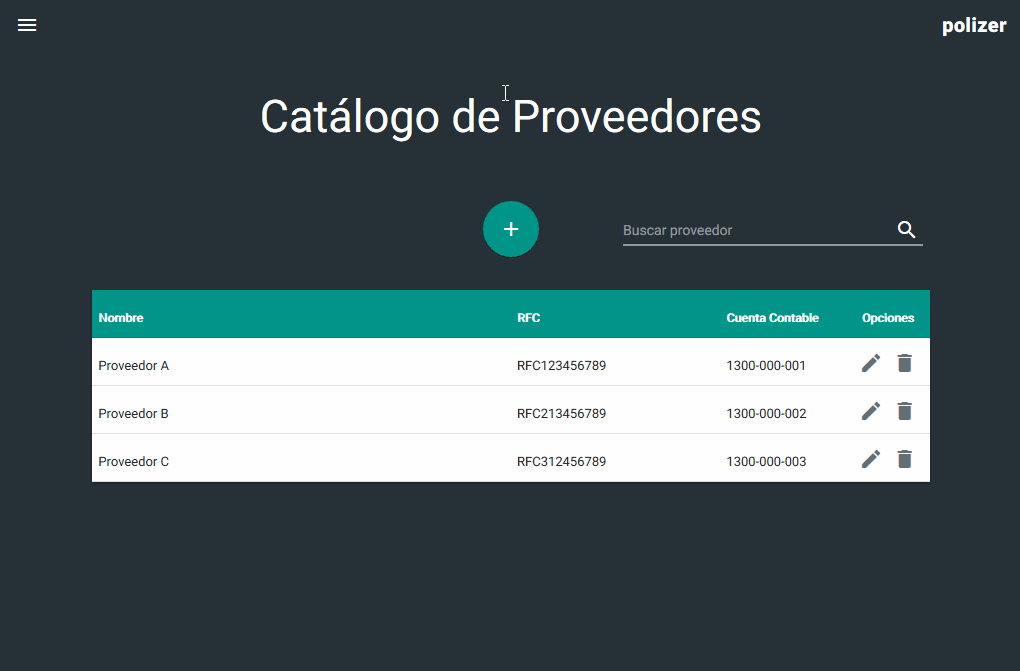 polizer
Catálogo de Proveedores
+
Buscar proveedor
Nombre RFC Cuenta Contable Opciones
Proveedor A RFC123456789 1300-000-001
Proveedor B RFC213456789 1300-000-002
Proveedor C RFC312456789 1300-000-003